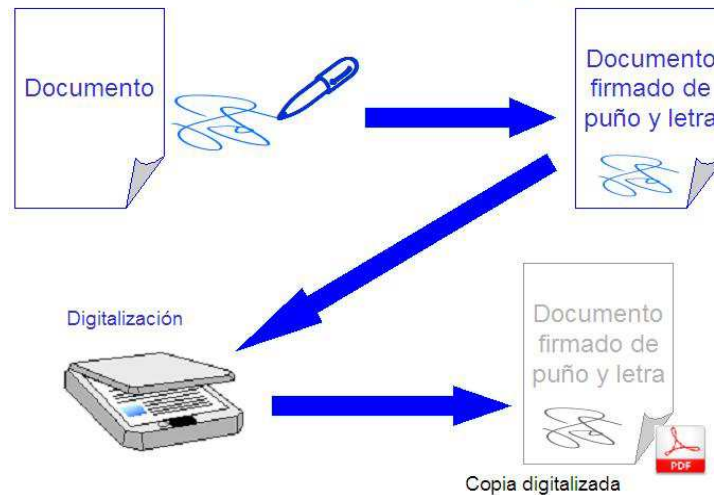 Documento
Documento
firmado de
puño y letra
Digitalización
Documento
firmado de
puño y letra
PDF
Copia digitalizada